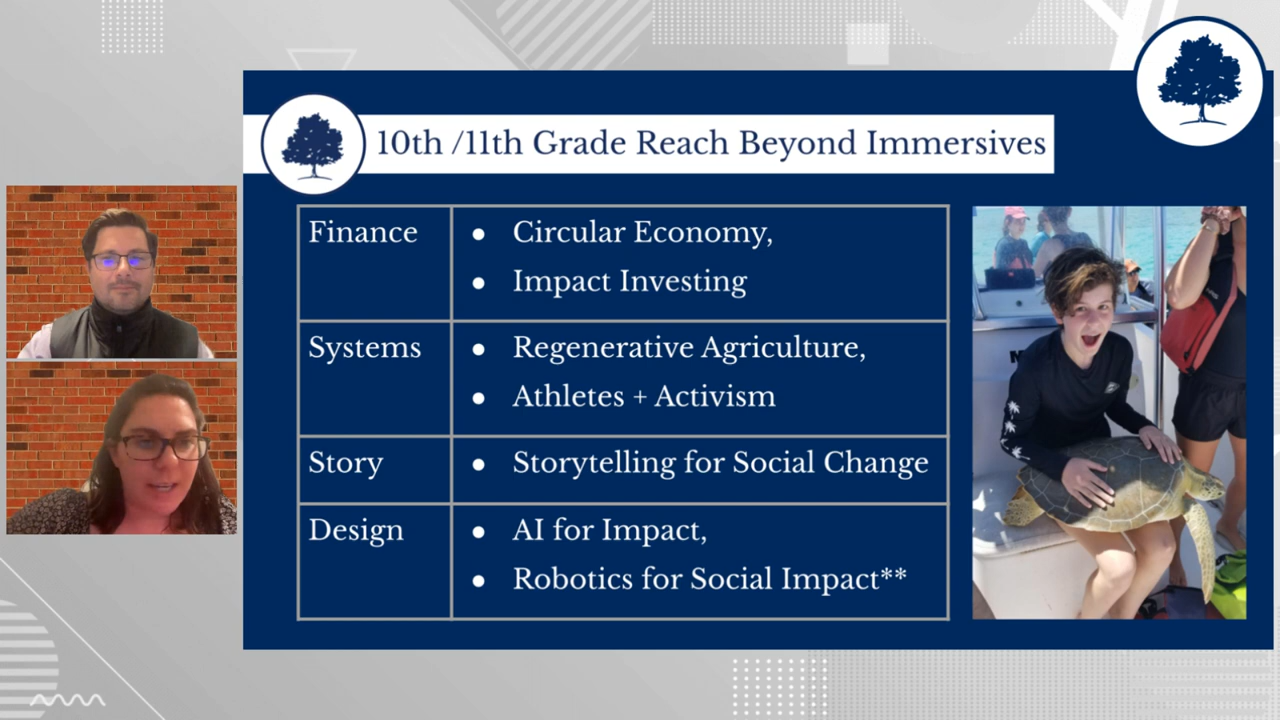 10th /11th Grade Reach Beyond Immersives
Finance
● Circular Economy,
● Impact Investing
Systems
● Regenerative Agriculture,
● Athletes + Activism
Story
● Storytelling for Social Change
Design
● AI for Impact,
● Robotics for Social Impact**